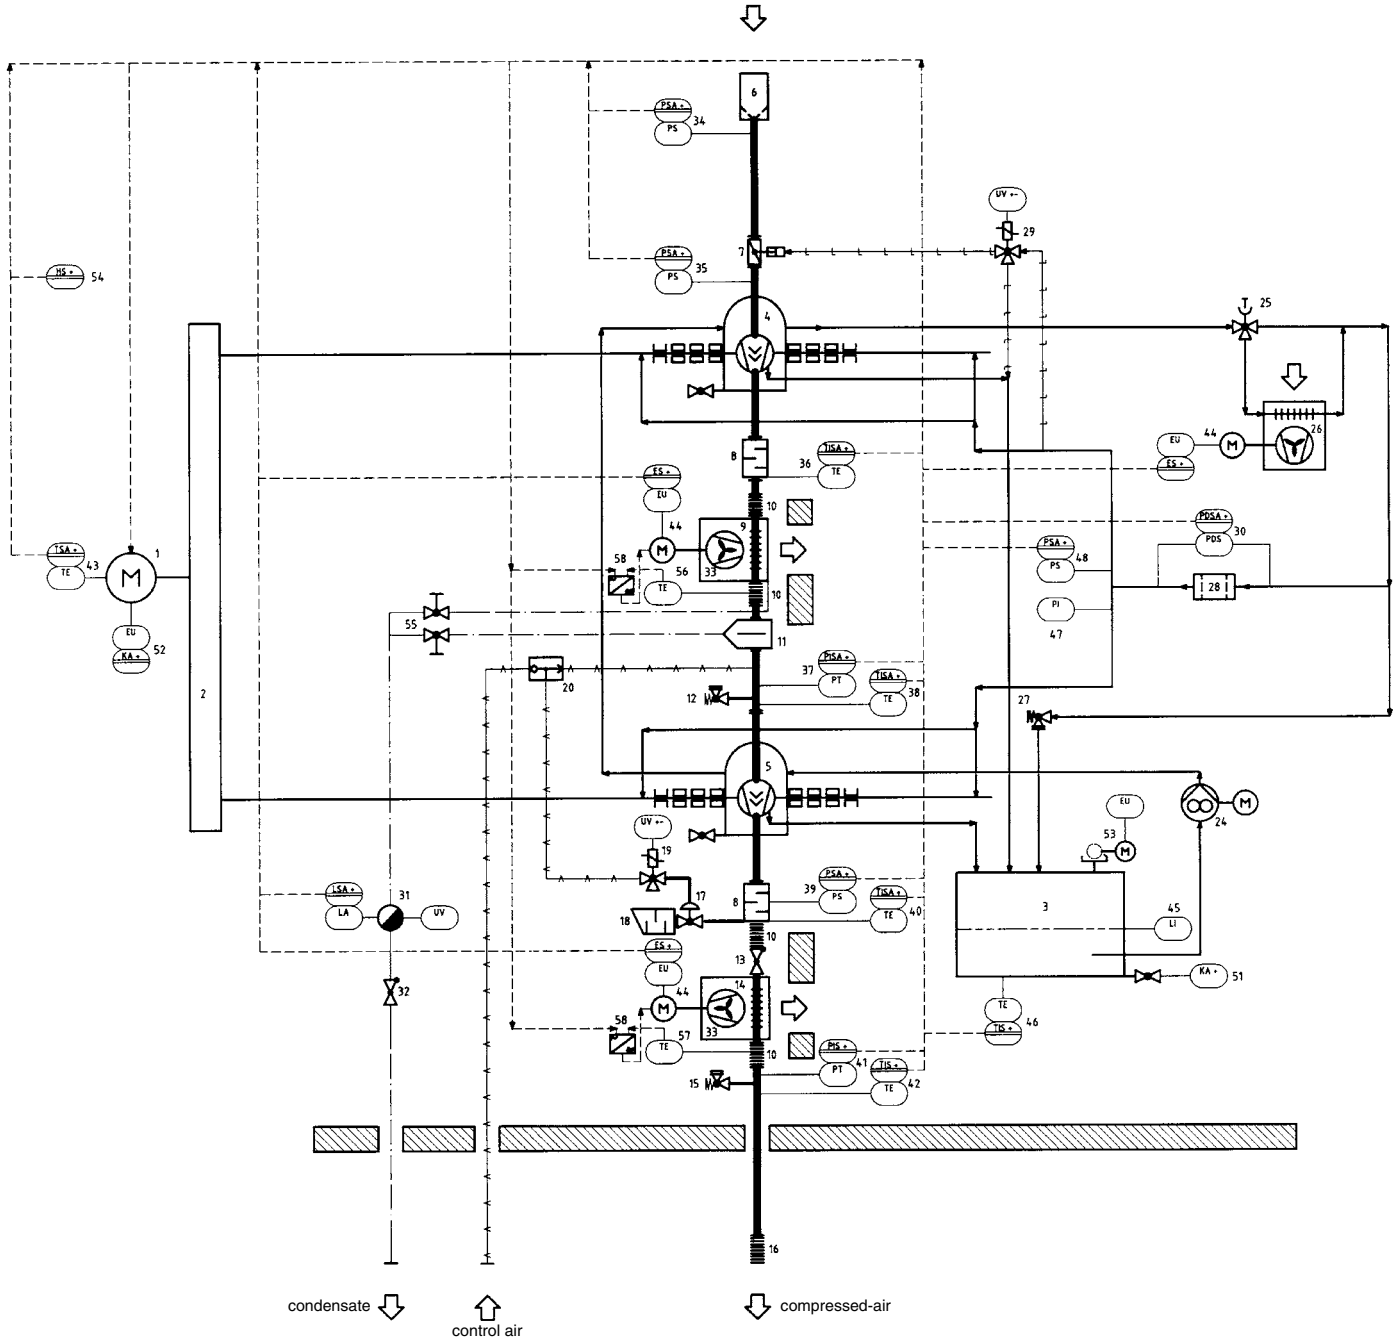 6
PSA +
PS
34
UV +-
29
7
PSA +
PS
35
HS +
54
4
25
26
44
M
EU
ES +
8
TISA +
TE
36
ES +
EU
10
9
44
M
33
58
56
TE
10
PDSA +
PDS
30
PSA +
PS
48
28
PI
47
TSA +
TE
43
1
M
EU
KA +
52
55
11
2
20
PISA +
PT
37
TISA +
TE
38
12
27
5
UV +-
19
EU
53
M
24
M
LSA +
LA
31
UV
17
18
8
PSA +
PS
39
TISA +
TE
40
3
45
LI
10
ES +
EU
13
14
44
M
33
58
57
TE
32
KA +
51
TE
TIS +
46
10
PIS +
PT
41
TIS +
TE
42
15
16
condensate
control air
compressed-air